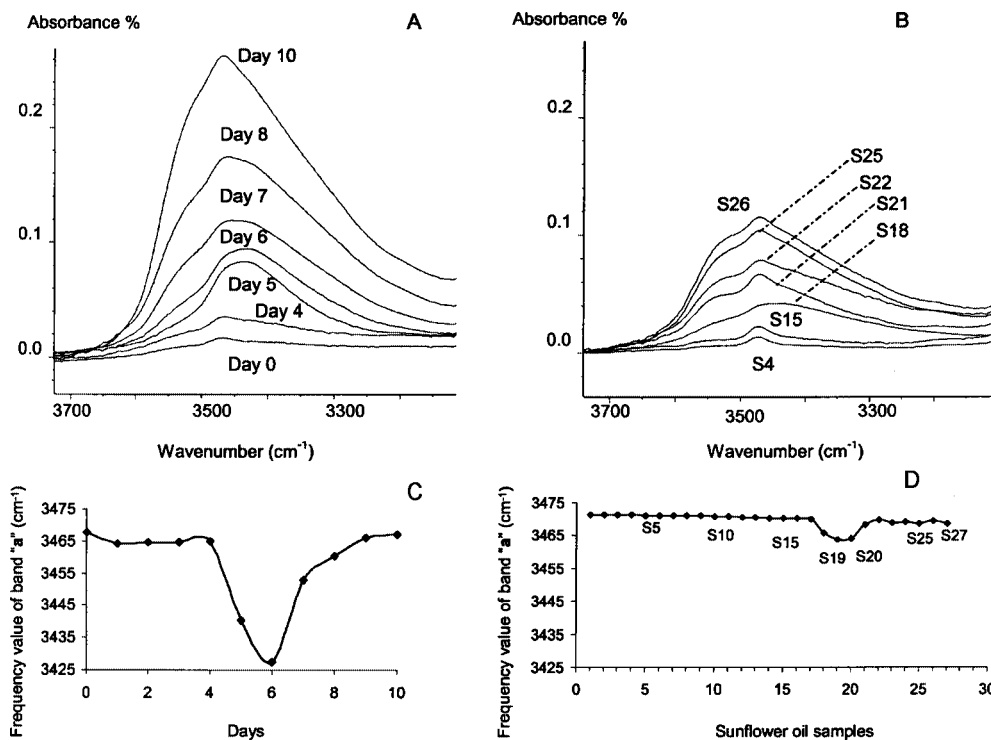 Absorbance %
A
Day 10
0.2
Day 8
Day 7
0.1
Day 6
Day 5
Day 4
0.0
Day 0
3700
3500
3300
Wavenumber (cm-1)
Absorbance %
B
0.2
S25
S22
S26
S21
S18
0.1
S15
0.0
S4
3700
3500
3300
Wavenumber (cm-1)
C
Frequency value of band "a" (cm-1)
3475
3465
3455
3445
3435
3425
0
2
4
6
8
10
Days
D
Frequency value of band "a" (cm-1)
3475
3465
3455
3445
3435
3425
S5
S10
S15
S19
S20
S25
S27
0
5
10
15
20
25
30
Sunflower oil samples